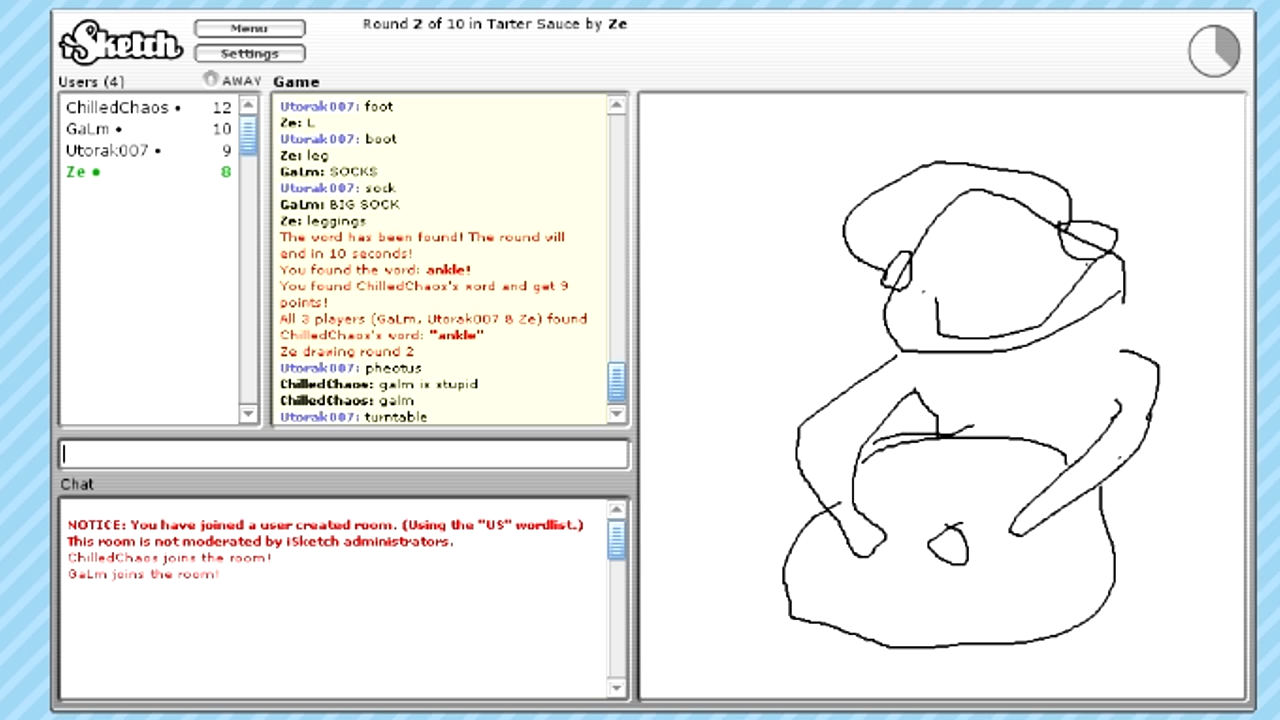 iSketch
Menu
Settings
Round 2 of 10 in Tarter Sauce by Ze
Users (4)
AWAY
ChilledChaos • 12
GaLm • 10
Utorak007 • 9
Ze • 8
Game
Utorak007: foot
Ze: L
Utorak007: boot
Ze: leg
GaLm: SOCKS
Utorak007: sock
GaLm: BIG SOCK
Ze: leggings
The word has been found! The round will
end in 10 seconds!
You found the word: ankle!
You found ChilledChaos's word and get 9
points!
All 3 players (GaLm, Utorak007 & Ze) found
ChilledChaos's word: "ankle"
Ze drawing round 2
Utorak007: pheotus
ChilledChaos: galm is stupid
ChilledChaos: galm
Utorak007: turntable
Chat
NOTICE: You have joined a user created room. (Using the "US" wordlist.)
This room is not moderated by iSketch administrators.
ChilledChaos joins the room!
GaLm joins the room!